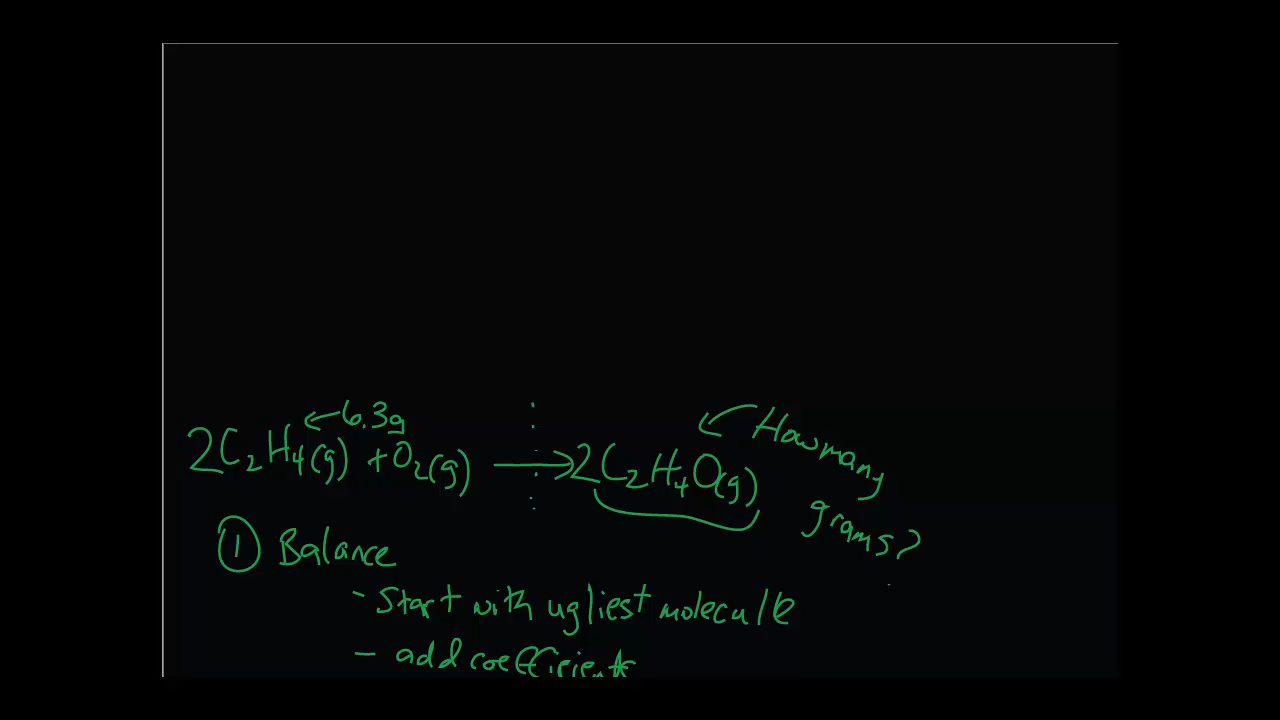 ←6.3g
2C₂H₄(g) + O₂(g) → 2C₂H₄O(g)
How many
grams?
① Balance
- Start with ugliest molecule
- add coefficients